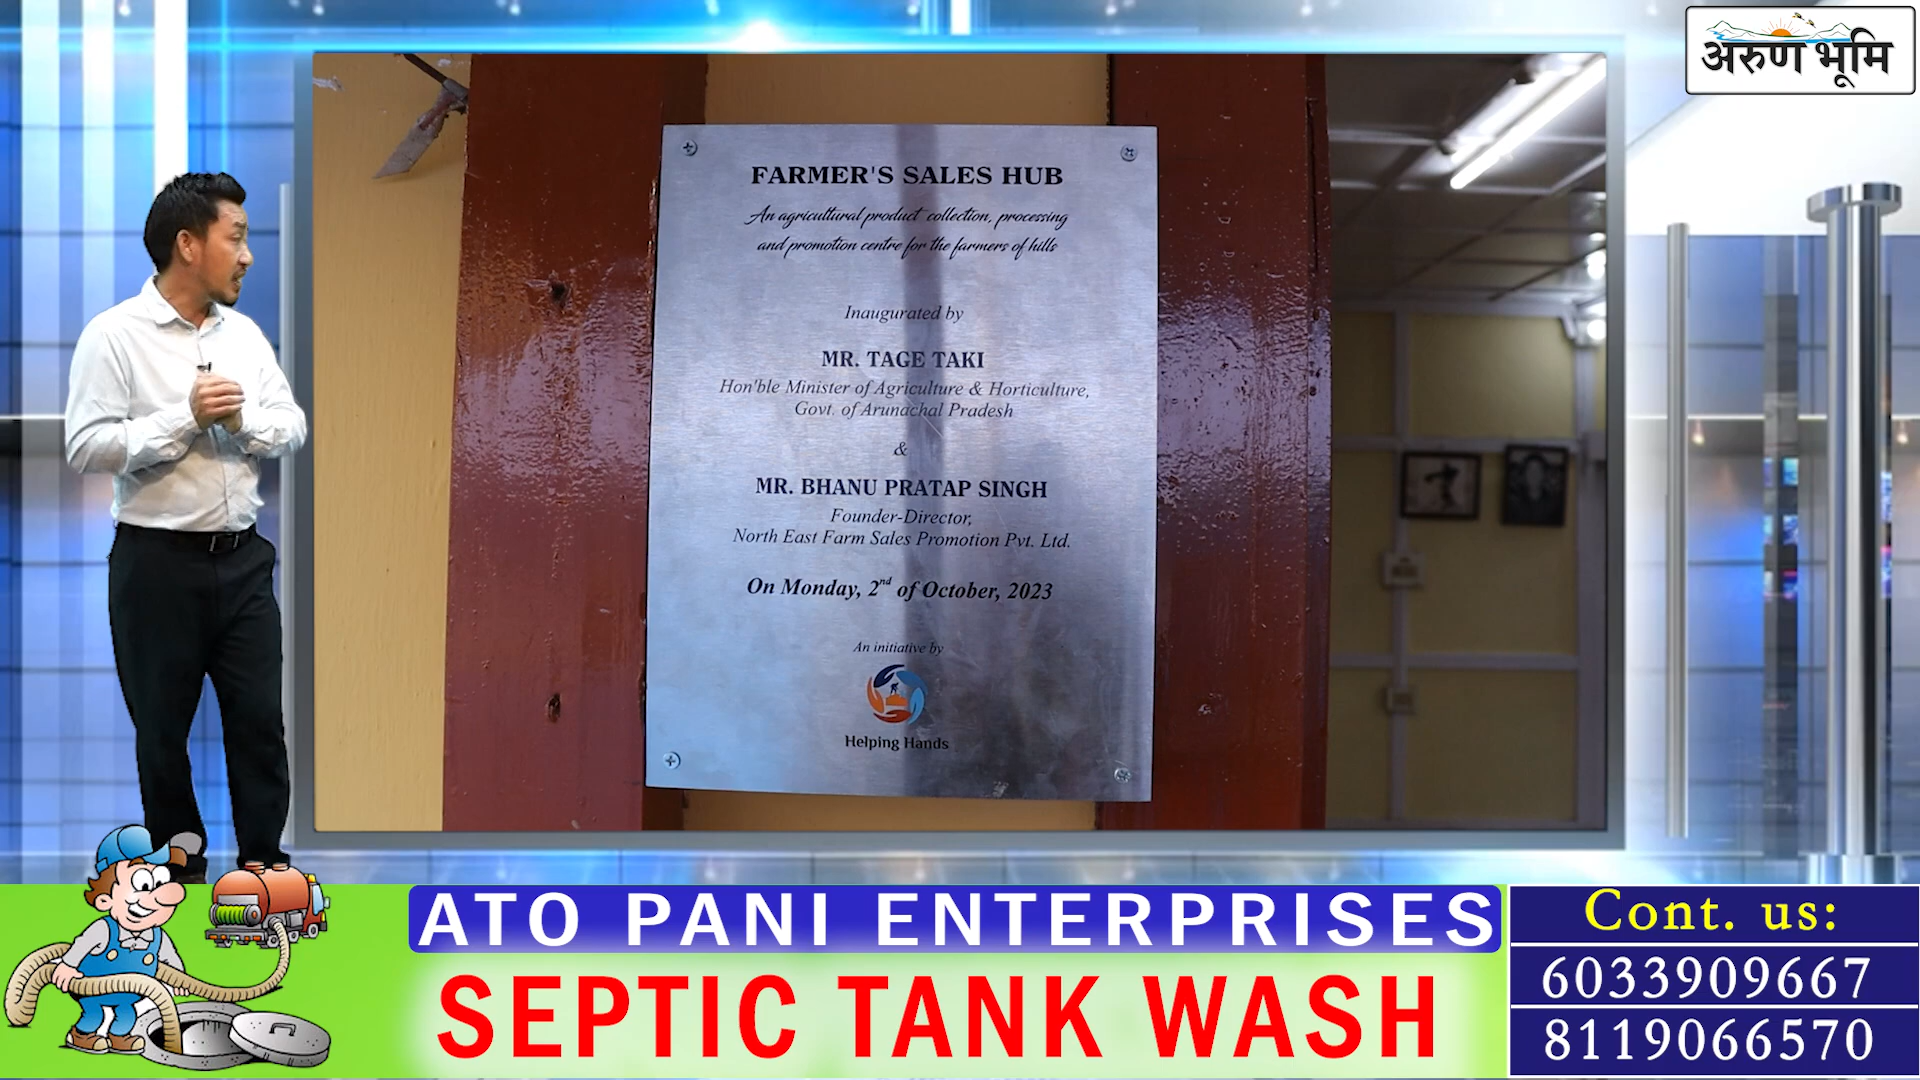 अरुण भूमि
FARMER'S SALES HUB
An agricultural product collection, processing
and promotion centre for the farmers of hills
Inaugurated by
MR. TAGE TAKI
Hon'ble Minister of Agriculture & Horticulture,
Govt. of Arunachal Pradesh
&
MR. BHANU PRATAP SINGH
Founder-Director,
North East Farm Sales Promotion Pvt. Ltd.
On Monday, 2nd of October, 2023
An initiative by
Helping Hands
ATO PANI ENTERPRISES
SEPTIC TANK WASH
Cont. us:
6033909667
8119066570